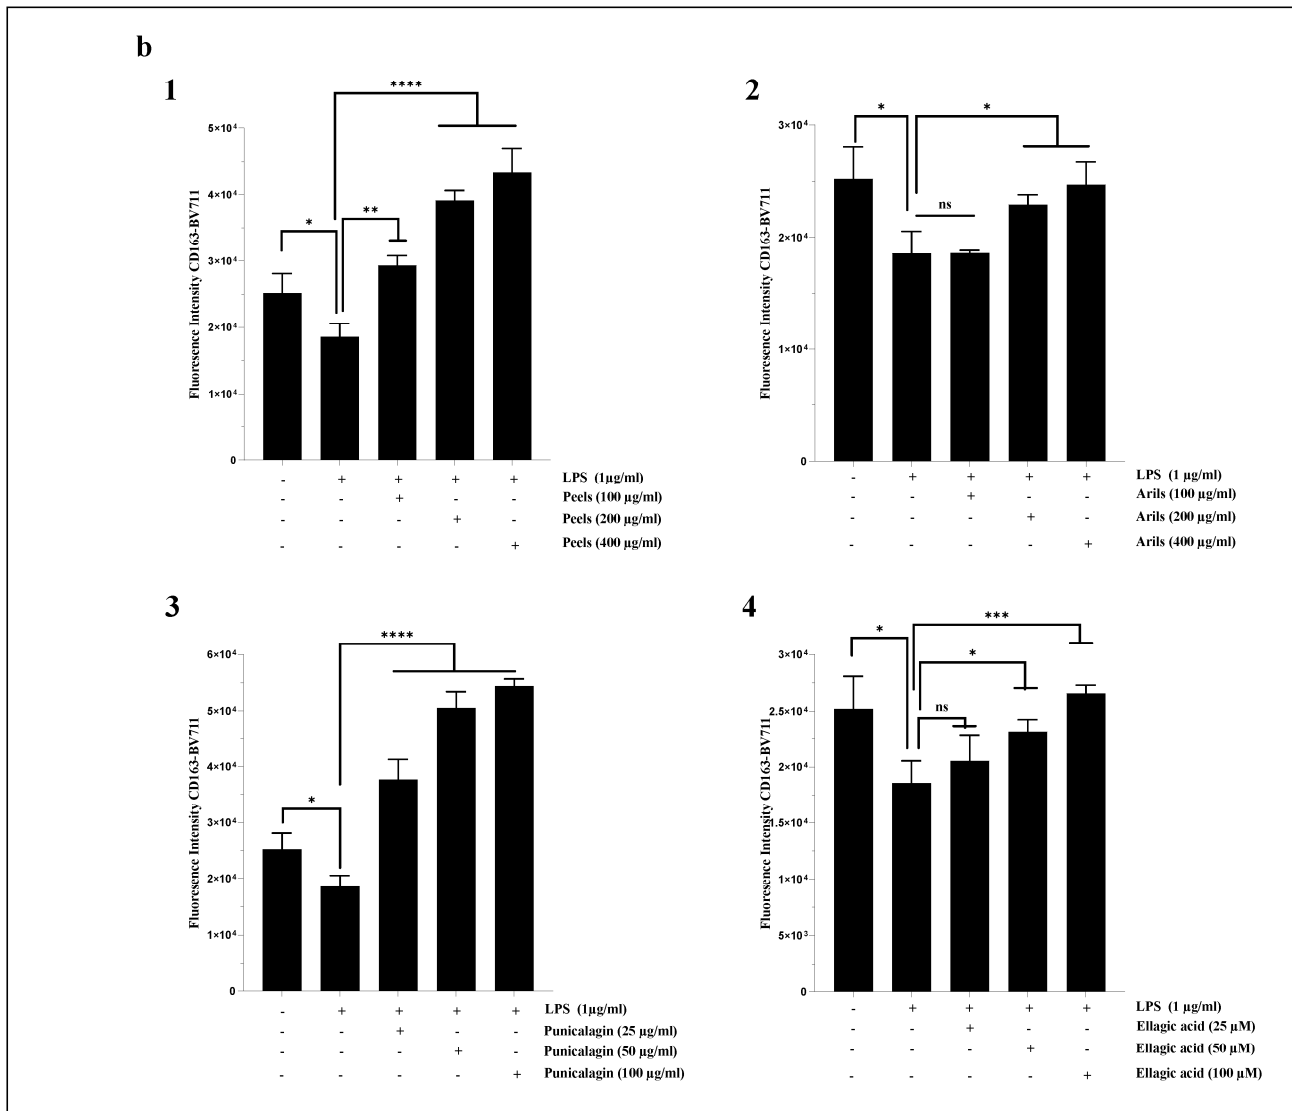 b
1
****
*
**
Fluoresence Intensity CD163-BV711
5×10⁴
4×10⁴
3×10⁴
2×10⁴
1×10⁴
0
- + + + + LPS (1µg/ml)
- - + - - Peels (100 µg/ml)
- - - + - Peels (200 µg/ml)
- - - - + Peels (400 µg/ml)
2
*
*
ns
Fluoresence Intensity CD163-BV711
3×10⁴
2×10⁴
1×10⁴
0
- + + + + LPS (1 µg/ml)
- - + - - Arils (100 µg/ml)
- - - + - Arils (200 µg/ml)
- - - - + Arils (400 µg/ml)
3
****
*
Fluoresence Intensity CD163-BV711
6×10⁴
5×10⁴
4×10⁴
3×10⁴
2×10⁴
1×10⁴
0
- + + + + LPS (1µg/ml)
- - + - - Punicalagin (25 µg/ml)
- - - + - Punicalagin (50 µg/ml)
- - - - + Punicalagin (100 µg/ml)
4
***
*
*
ns
Fluoresence Intensity CD163-BV711
3×10⁴
2.5×10⁴
2×10⁴
1.5×10⁴
1×10⁴
5×10³
0
- + + + + LPS (1 µg/ml)
- - + - - Ellagic acid (25 µM)
- - - + - Ellagic acid (50 µM)
- - - - + Ellagic acid (100 µM)